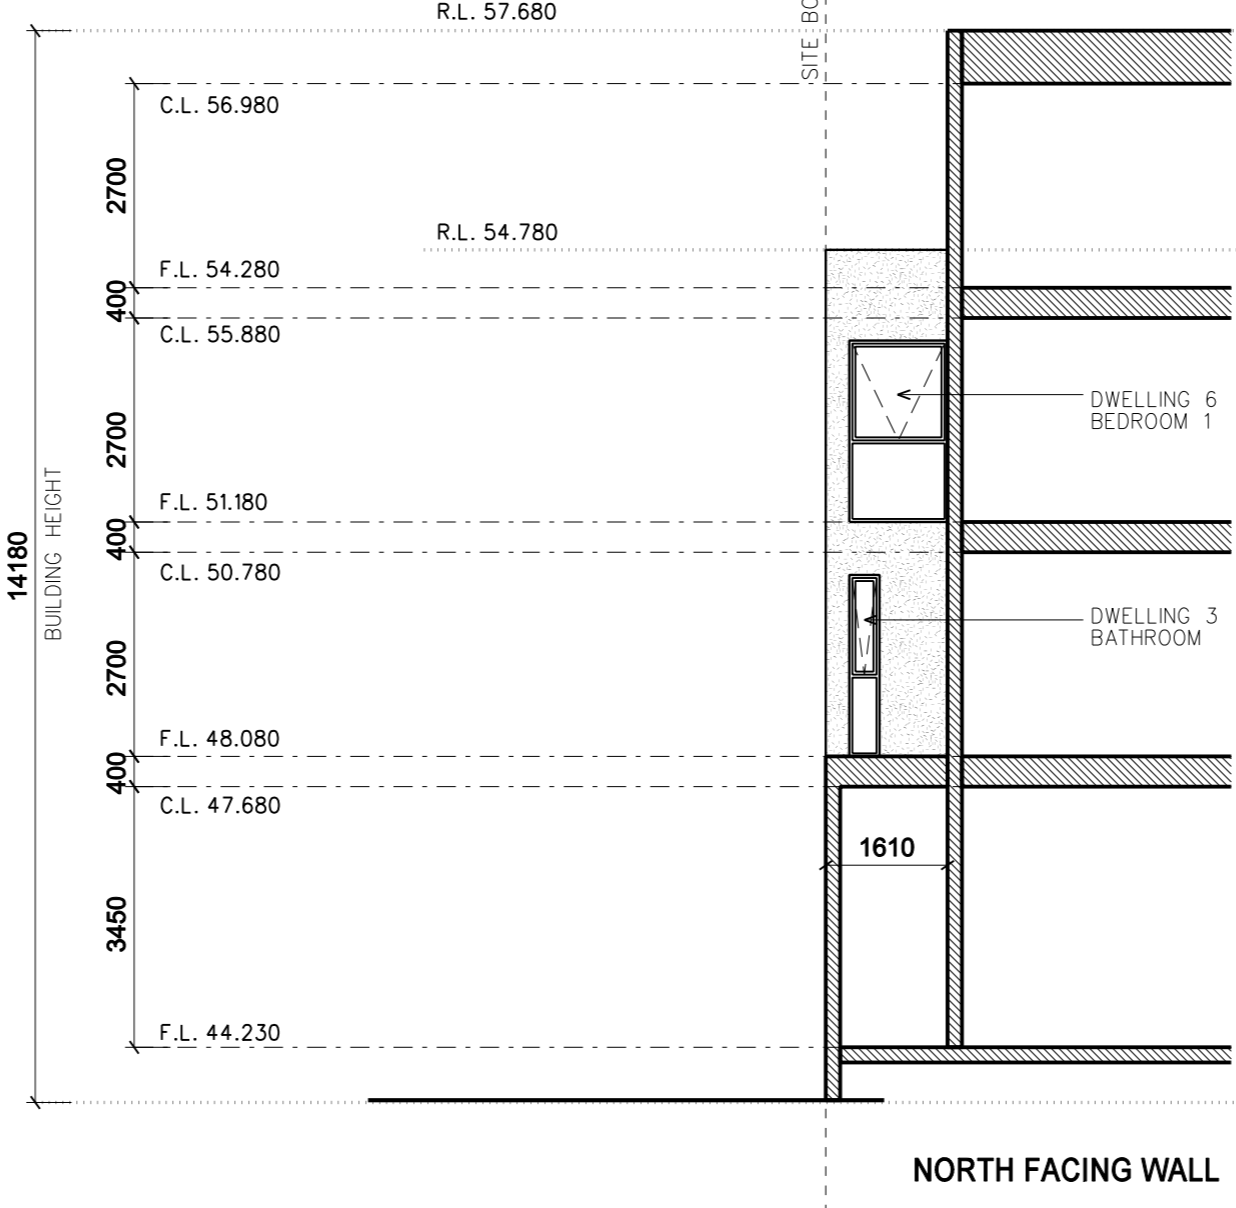 R.L. 57.680
SITE BO
C.L. 56.980
2700
R.L. 54.780
F.L. 54.280
400
C.L. 55.880
DWELLING 6
BEDROOM 1
2700
F.L. 51.180
400
C.L. 50.780
14180
BUILDING HEIGHT
DWELLING 3
BATHROOM
2700
F.L. 48.080
400
C.L. 47.680
1610
3450
F.L. 44.230
NORTH FACING WALL